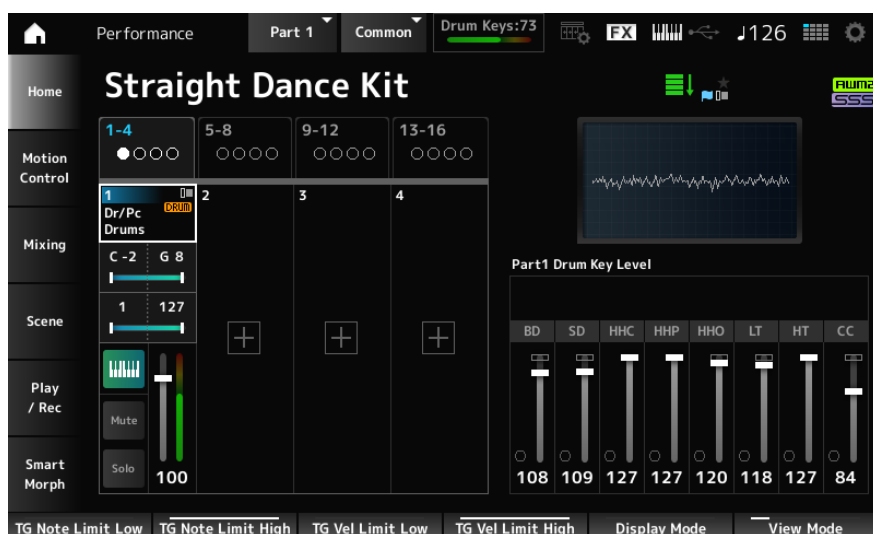 Performance
Part 1
Common
Drum Keys:73
FX
♩126
Home
Straight Dance Kit
AWM2
SSS
1-4
5-8
9-12
13-16
Motion
Control
1
DRUM
Dr/Pc
Drums
2
3
4
Mixing
C -2
G 8
Part1 Drum Key Level
1
127
Scene
BD
SD
HHC
HHP
HHO
LT
HT
CC
Play
/ Rec
Mute
Smart
Morph
Solo
100
108
109
127
127
120
118
127
84
TG Note Limit Low
TG Note Limit High
TG Vel Limit Low
TG Vel Limit High
Display Mode
View Mode